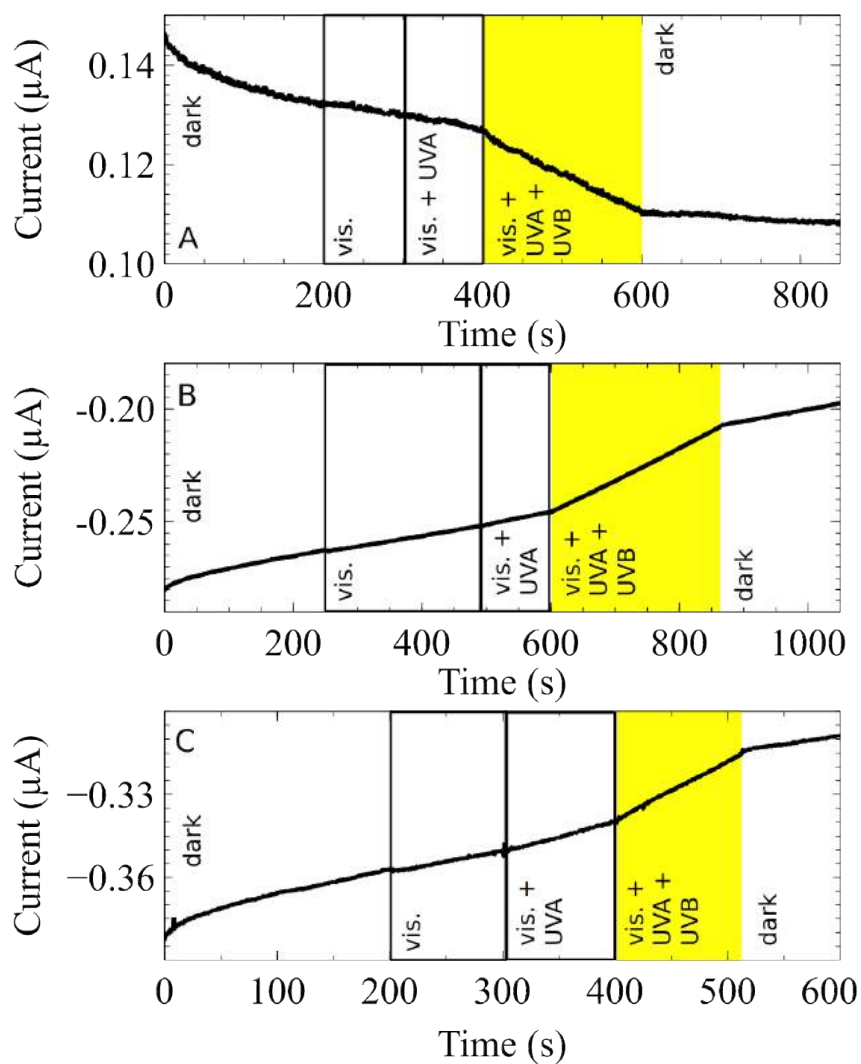 Current (μA)
0.14
0.12
0.10
A
dark
vis.
vis. + UVA
vis. +
UVA +
UVB
dark
0 200 400 600 800
Time (s)
Current (μA)
-0.20
-0.25
B
dark
vis.
vis. +
UVA
vis. +
UVA +
UVB
dark
0 200 400 600 800 1000
Time (s)
Current (μA)
−0.33
−0.36
C
dark
vis.
vis. +
UVA
vis. +
UVA +
UVB
dark
0 100 200 300 400 500 600
Time (s)